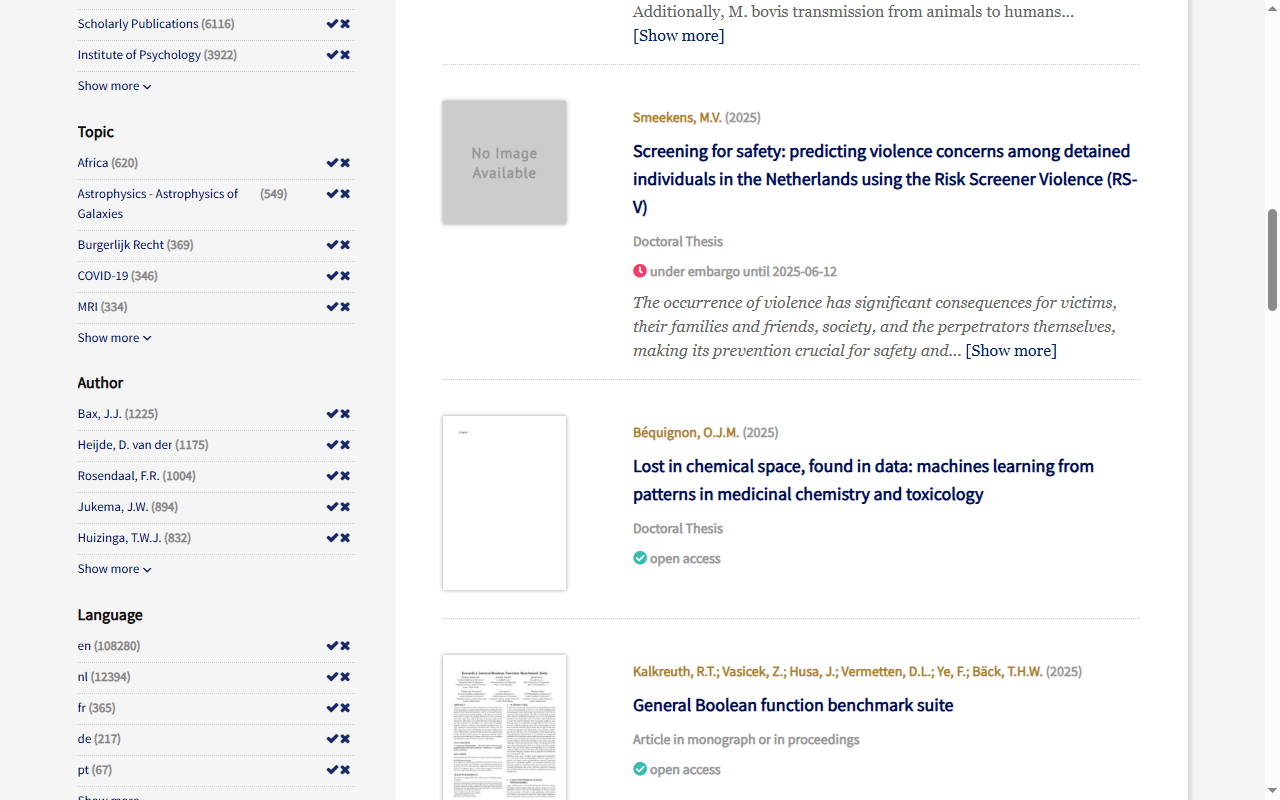 Scholarly Publications (6116)
Institute of Psychology (3922)
Show more
Topic
Africa (620)
Astrophysics - Astrophysics of (549)
Galaxies
Burgerlijk Recht (369)
COVID-19 (346)
MRI (334)
Show more
Author
Bax, J.J. (1225)
Heijde, D. van der (1175)
Rosendaal, F.R. (1004)
Jukema, J.W. (894)
Huizinga, T.W.J. (832)
Show more
Language
en (108280)
nl (12394)
fr (365)
de (217)
pt (67)
Show more
Additionally, M. bovis transmission from animals to humans...
[Show more]
No Image
Available
Smeekens, M.V. (2025)
Screening for safety: predicting violence concerns among detained
individuals in the Netherlands using the Risk Screener Violence (RS-
V)
Doctoral Thesis
under embargo until 2025-06-12
The occurrence of violence has significant consequences for victims,
their families and friends, society, and the perpetrators themselves,
making its prevention crucial for safety and... [Show more]
Béquignon, O.J.M. (2025)
Lost in chemical space, found in data: machines learning from
patterns in medicinal chemistry and toxicology
Doctoral Thesis
open access
Kalkreuth, R.T.; Vasicek, Z.; Husa, J.; Vermetten, D.L.; Ye, F.; Bäck, T.H.W. (2025)
General Boolean function benchmark suite
Article in monograph or in proceedings
open access
Towards a General Boolean Function Benchmark Suite